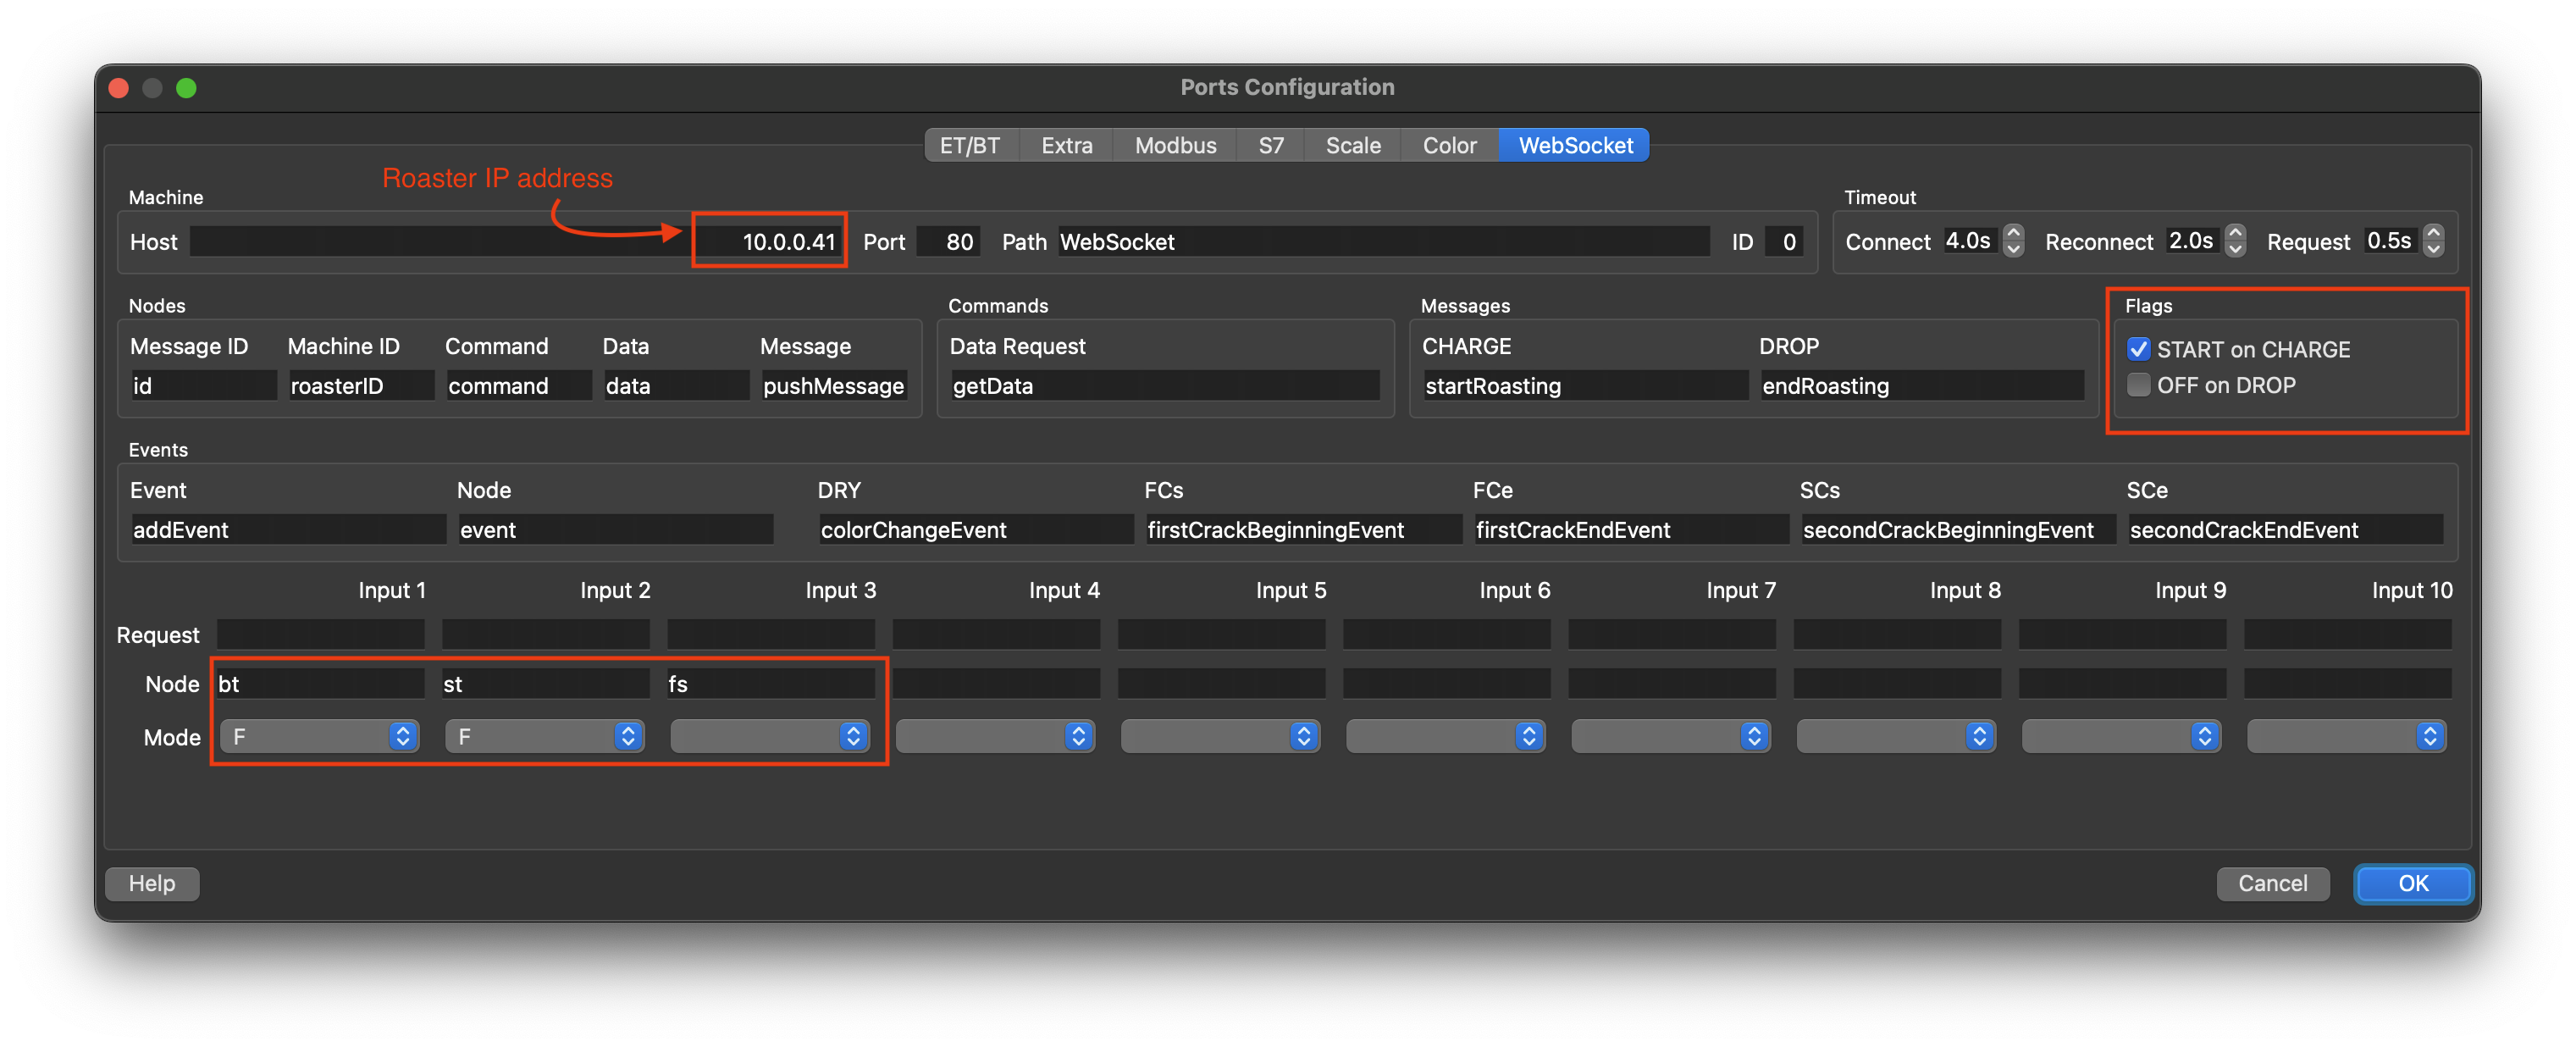 Ports Configuration
ET/BT Extra Modbus S7 Scale Color WebSocket
Roaster IP address
Machine
Host 10.0.0.41 Port 80 Path WebSocket ID 0
Timeout
Connect 4.0s Reconnect 2.0s Request 0.5s
Nodes
Message ID Machine ID Command Data Message
id roasterID command data pushMessage
Commands
Data Request
getData
Messages
CHARGE DROP
startRoasting endRoasting
Flags
START on CHARGE
OFF on DROP
Events
Event Node DRY FCs FCe SCs SCe
addEvent event colorChangeEvent firstCrackBeginningEvent firstCrackEndEvent secondCrackBeginningEvent secondCrackEndEvent
Input 1 Input 2 Input 3 Input 4 Input 5 Input 6 Input 7 Input 8 Input 9 Input 10
Request
Node bt st fs
Mode F F
Help Cancel OK